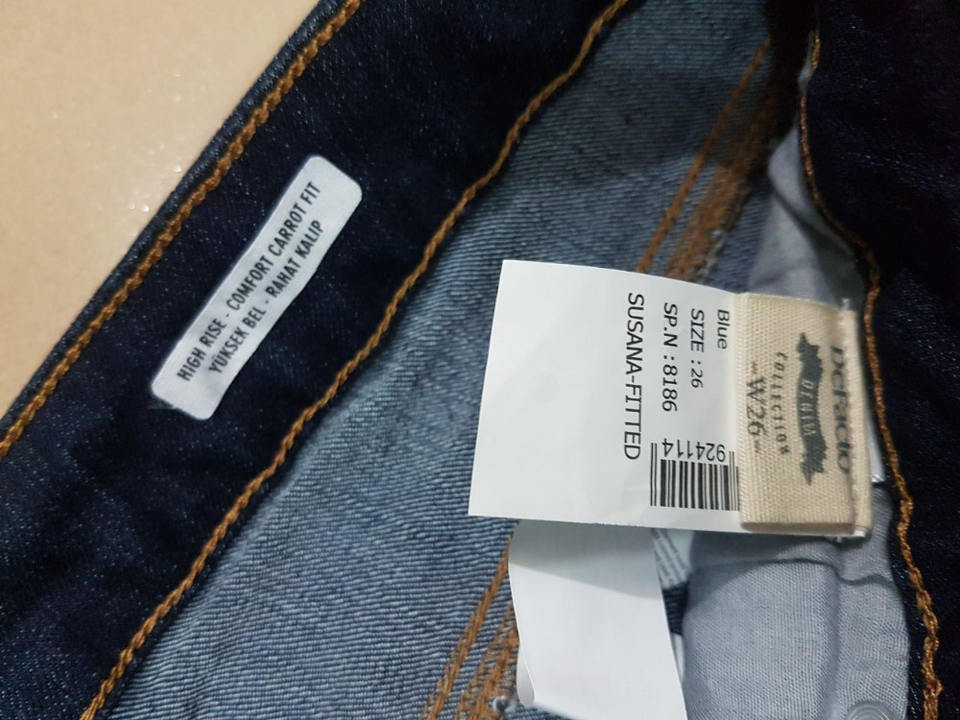 HIGH RISE - COMFORT CARROT FIT
YÜKSEK BEL - RAHAT KALIP
Blue
SIZE :26
SP.N :8186
SUSANA-FITTED
924114
DeFacto
DENIM
COLLECTION
W26